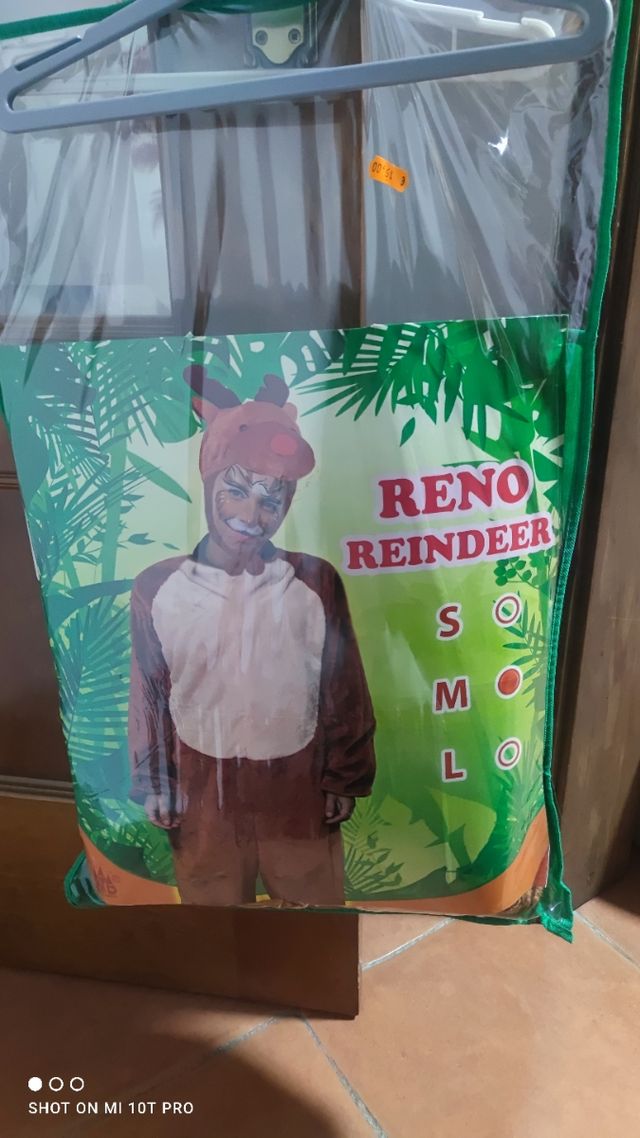 RENO
REINDEER
S
M
L
SHOT ON MI 10T PRO